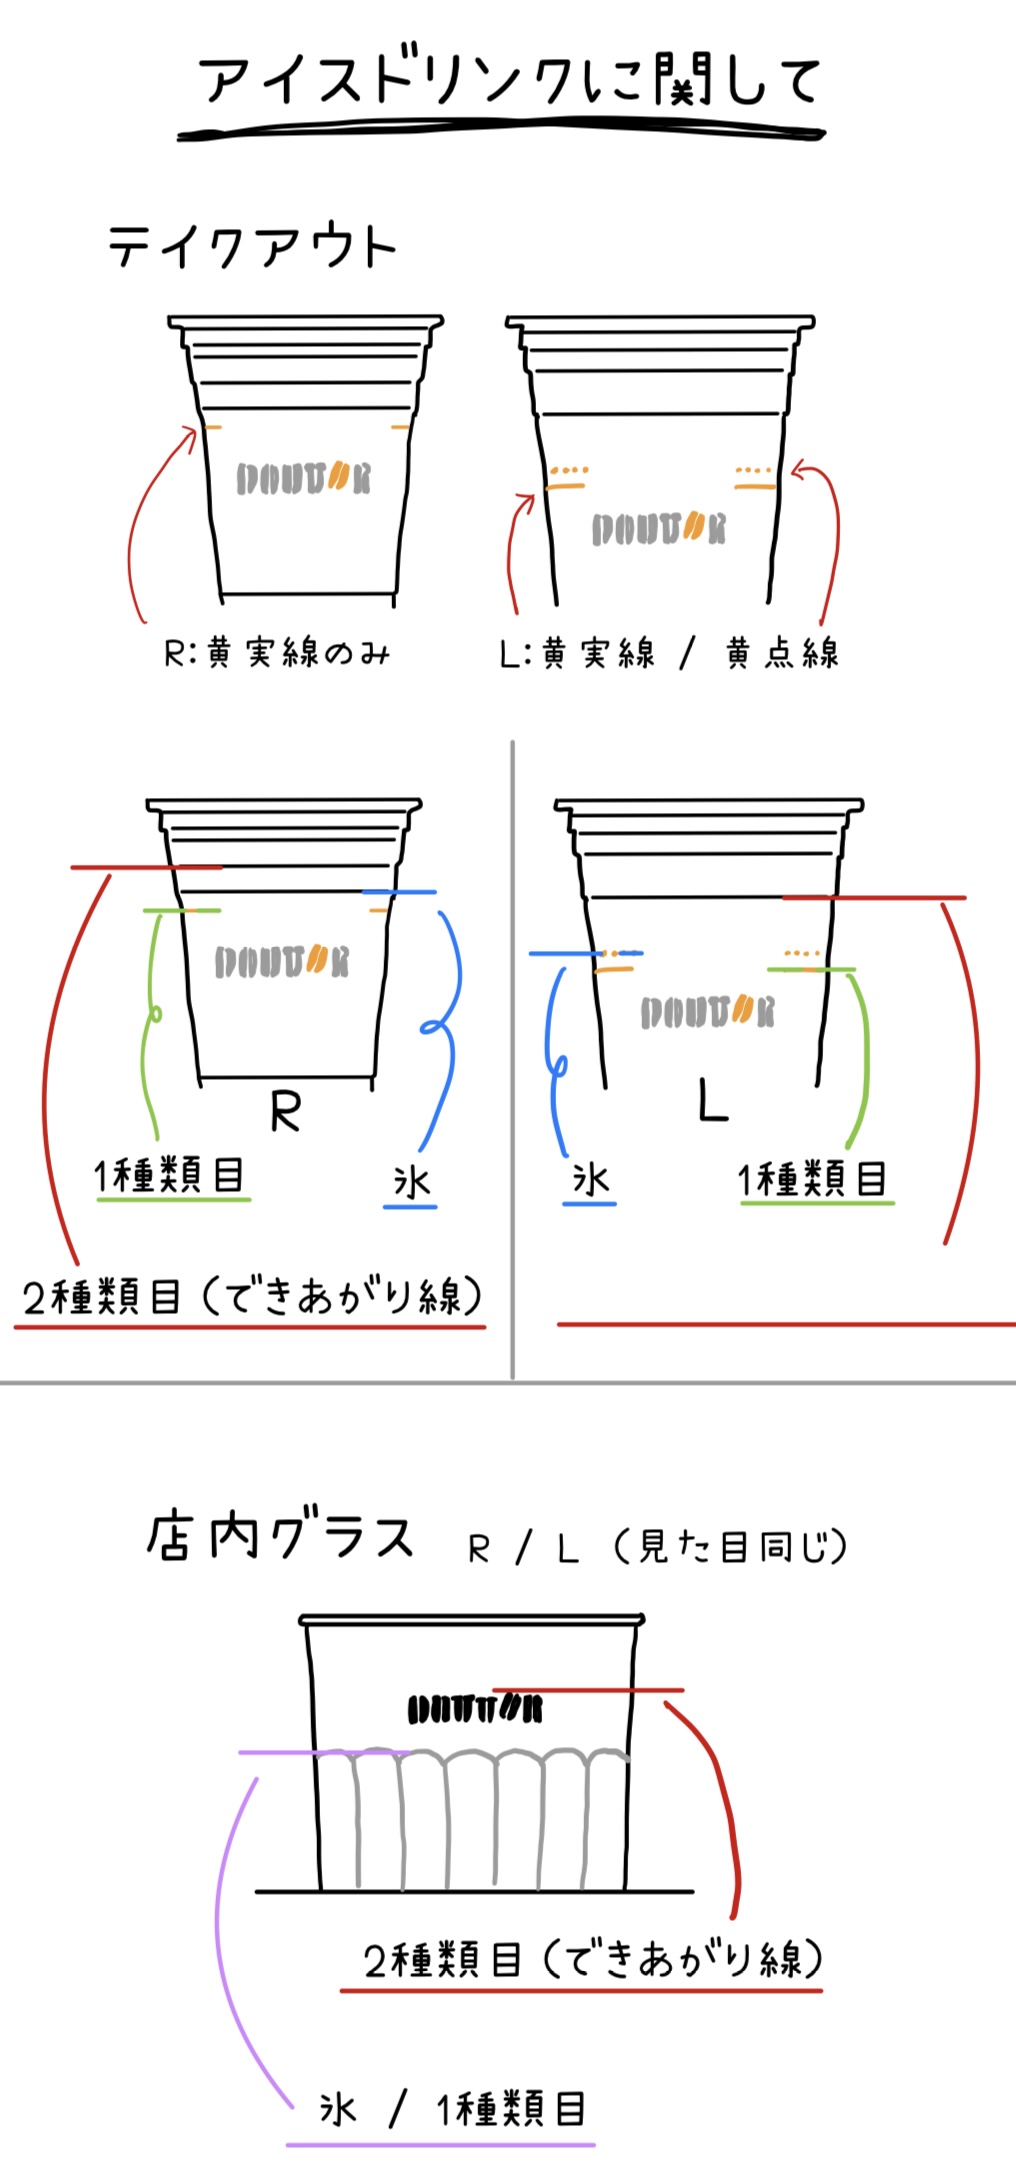 アイスドリンクに関して
テイクアウト
DOUTOR
DOUTOR
R:黄実線のみ
L:黄実線 / 黄点線
DOUTOR
R
1種類目
氷
2種類目(できあがり線)
DOUTOR
L
氷
1種類目
店内グラス R / L (見た目同じ)
DOUTOR
2種類目(できあがり線)
氷 / 1種類目